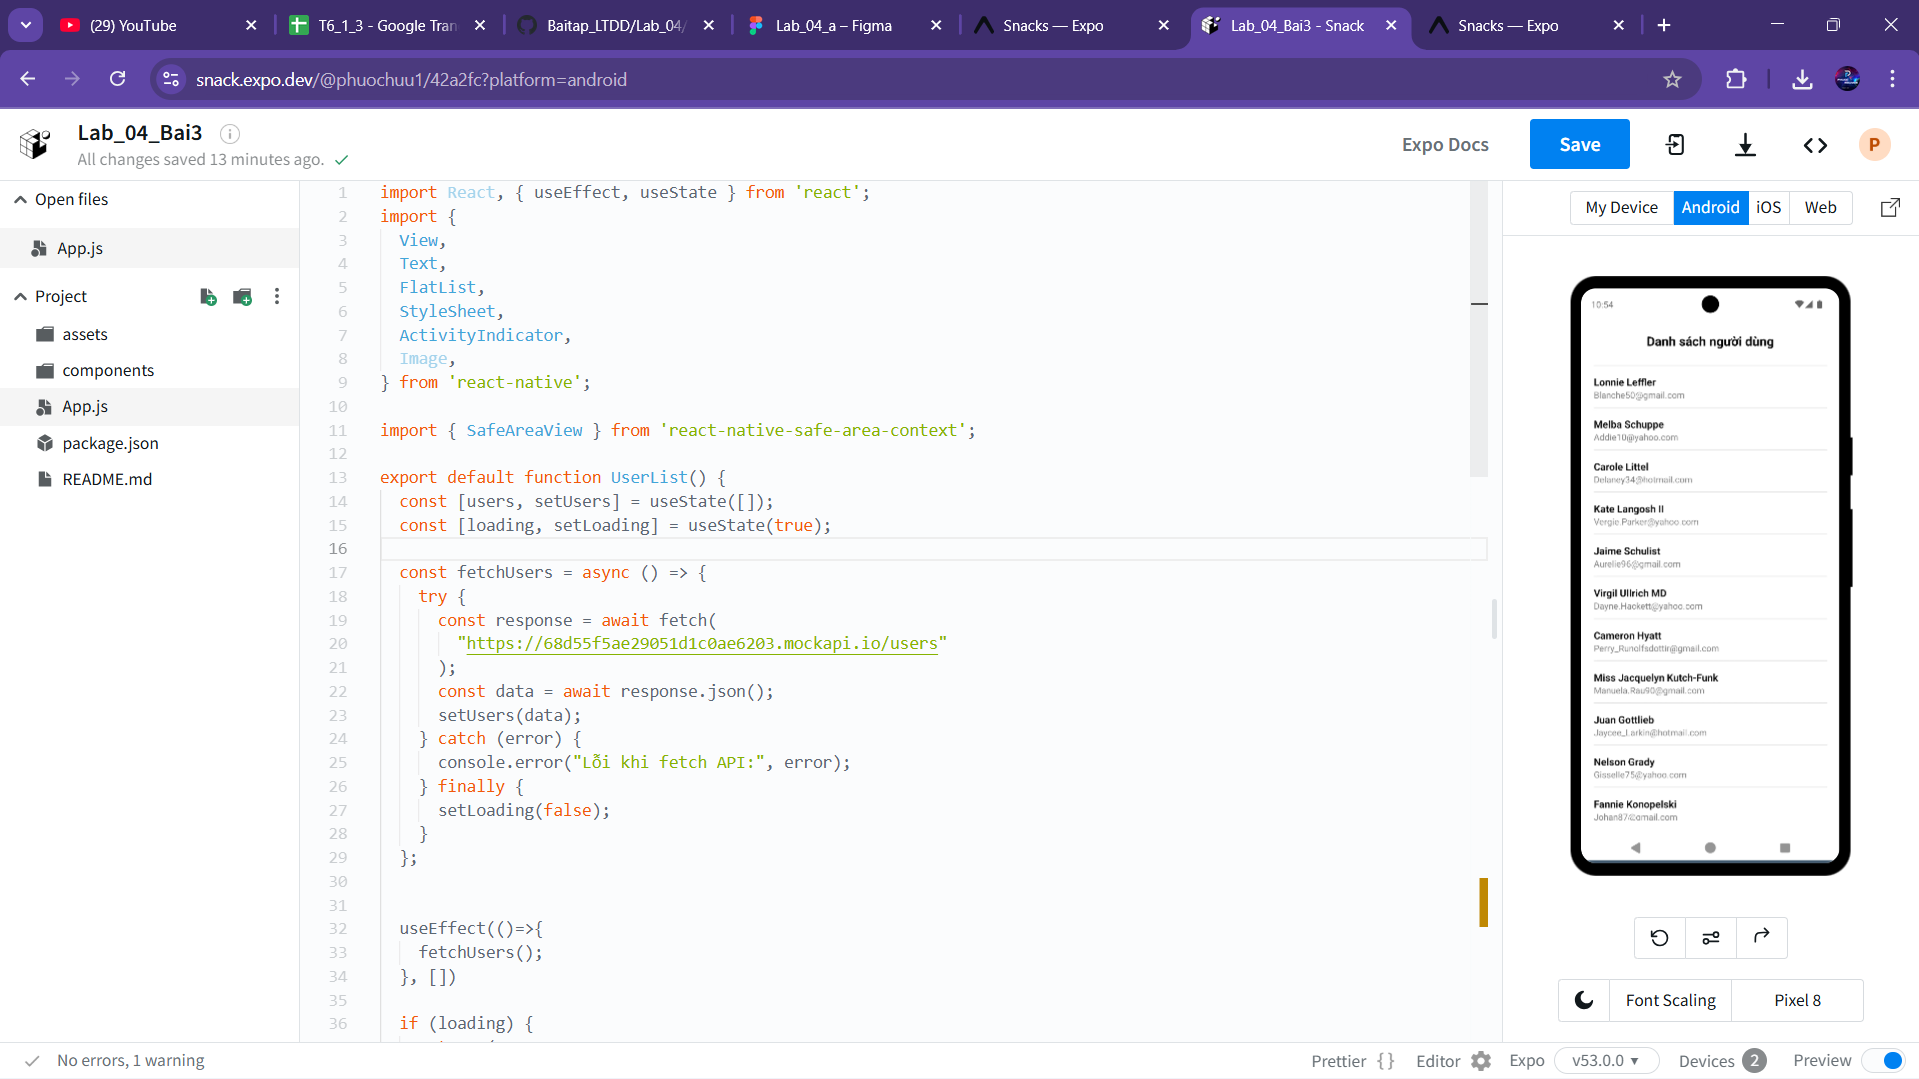 (29) YouTube
T6_1_3 - Google Tran
Baitap_LTDD/Lab_04/
Lab_04_a – Figma
Snacks — Expo
Lab_04_Bai3 - Snack
Snacks — Expo
snack.expo.dev/@phuochuu1/42a2fc?platform=android
Lab_04_Bai3
All changes saved 13 minutes ago.
Expo Docs
Save
P
Open files
App.js
Project
assets
components
App.js
package.json
README.md
1 import React, { useEffect, useState } from 'react';
2 import {
3 View,
4 Text,
5 FlatList,
6 StyleSheet,
7 ActivityIndicator,
8 Image,
9 } from 'react-native';
10
11 import { SafeAreaView } from 'react-native-safe-area-context';
12
13 export default function UserList() {
14 const [users, setUsers] = useState([]);
15 const [loading, setLoading] = useState(true);
16
17 const fetchUsers = async () => {
18 try {
19 const response = await fetch(
20 "https://68d55f5ae29051d1c0ae6203.mockapi.io/users"
21 );
22 const data = await response.json();
23 setUsers(data);
24 } catch (error) {
25 console.error("Lỗi khi fetch API:", error);
26 } finally {
27 setLoading(false);
28 }
29 };
30
31
32 useEffect(()=>{
33 fetchUsers();
34 }, [])
35
36 if (loading) {
My Device
Android
iOS
Web
10:54
Danh sách người dùng
Lonnie Leffler
Blanche50@gmail.com
Melba Schuppe
Addie10@yahoo.com
Carole Littel
Delaney34@hotmail.com
Kate Langosh II
Vergie.Parker@yahoo.com
Jaime Schulist
Aurelie96@gmail.com
Virgil Ullrich MD
Dayne.Hackett@yahoo.com
Cameron Hyatt
Perry_Runolfsdottir@gmail.com
Miss Jacquelyn Kutch-Funk
Manuela.Rau90@gmail.com
Juan Gottlieb
Jaycee_Larkin@hotmail.com
Nelson Grady
Gisselle75@yahoo.com
Fannie Konopelski
Johan87@gmail.com
Font Scaling
Pixel 8
No errors, 1 warning
Prettier {}
Editor
Expo
v53.0.0
Devices 2
Preview